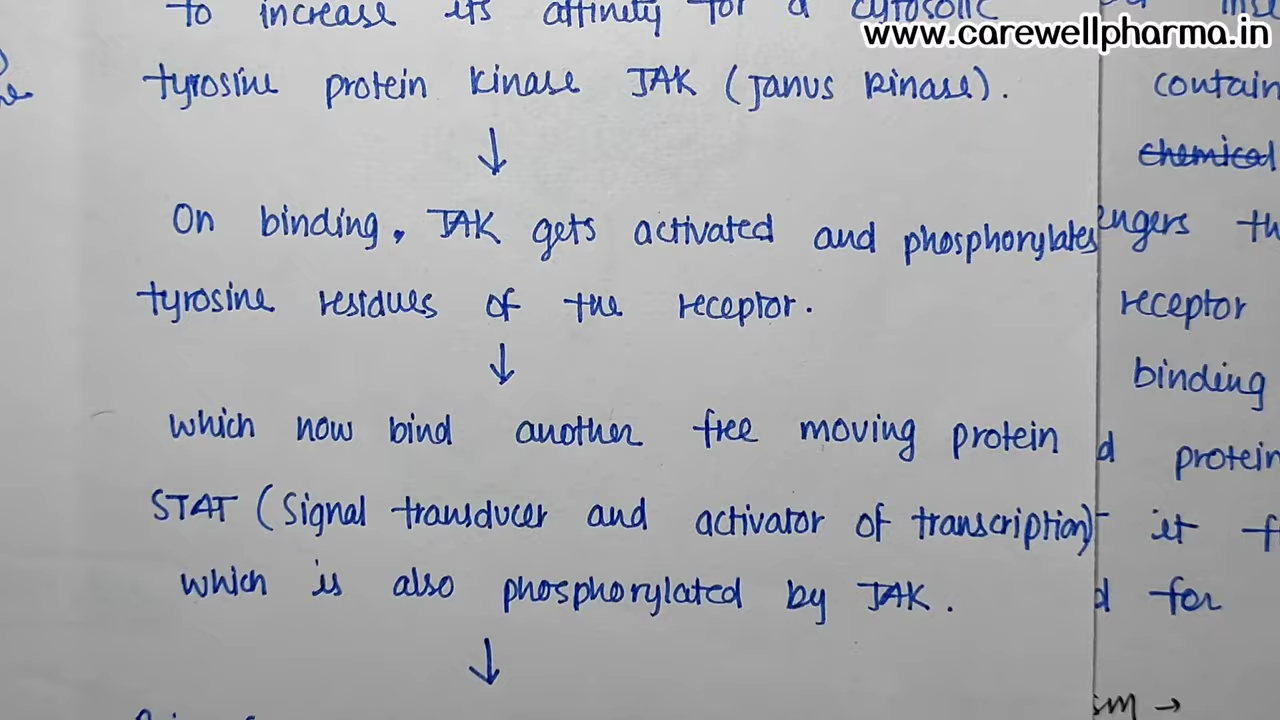 to increase its affinity for a cytosolic
www.carewellpharma.in
tyrosine protein kinase JAK (Janus kinase).
↓
On binding, JAK gets activated and phosphorylates
tyrosine residues of the receptor.
↓
which now bind another free moving protein
STAT (Signal transducer and activator of transcription)
which is also phosphorylated by JAK.
↓
contain
chemical
engers th
receptor
binding
d protein
it f
d for
sm →